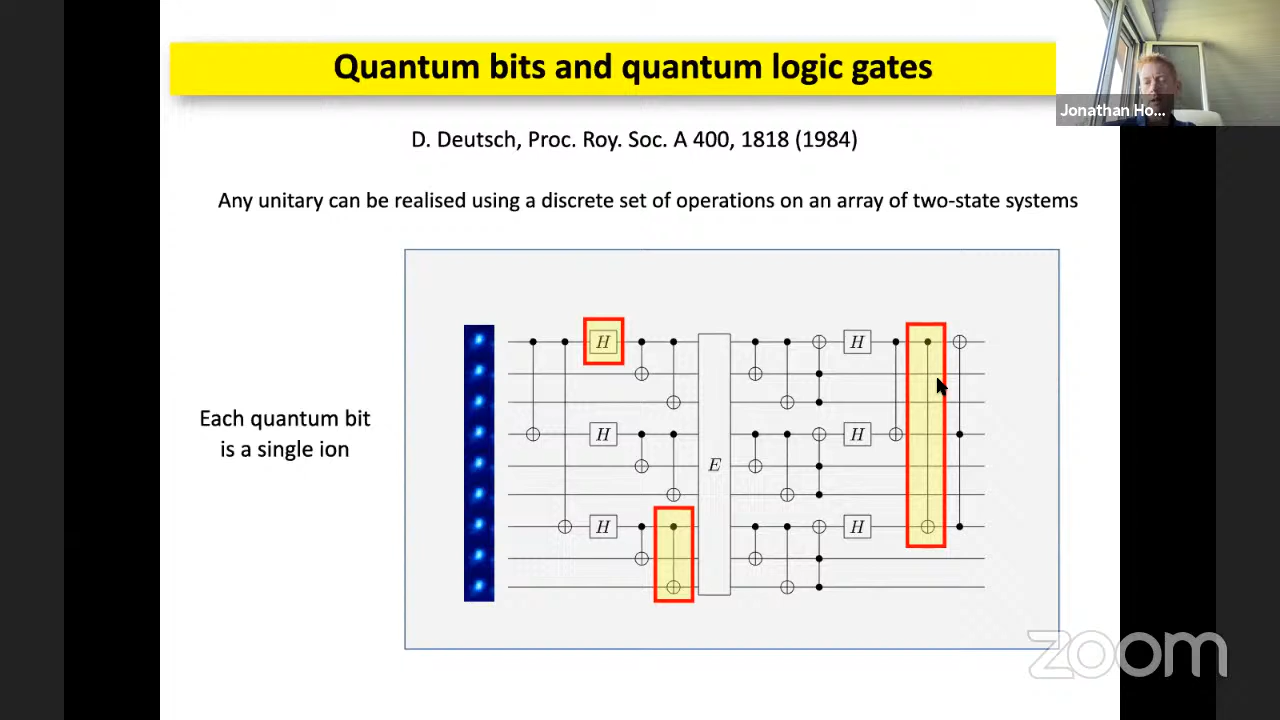 Quantum bits and quantum logic gates
Jonathan Ho...
D. Deutsch, Proc. Roy. Soc. A 400, 1818 (1984)
Any unitary can be realised using a discrete set of operations on an array of two-state systems
Each quantum bit
is a single ion
H
H
H
H
E
H
H
zoom